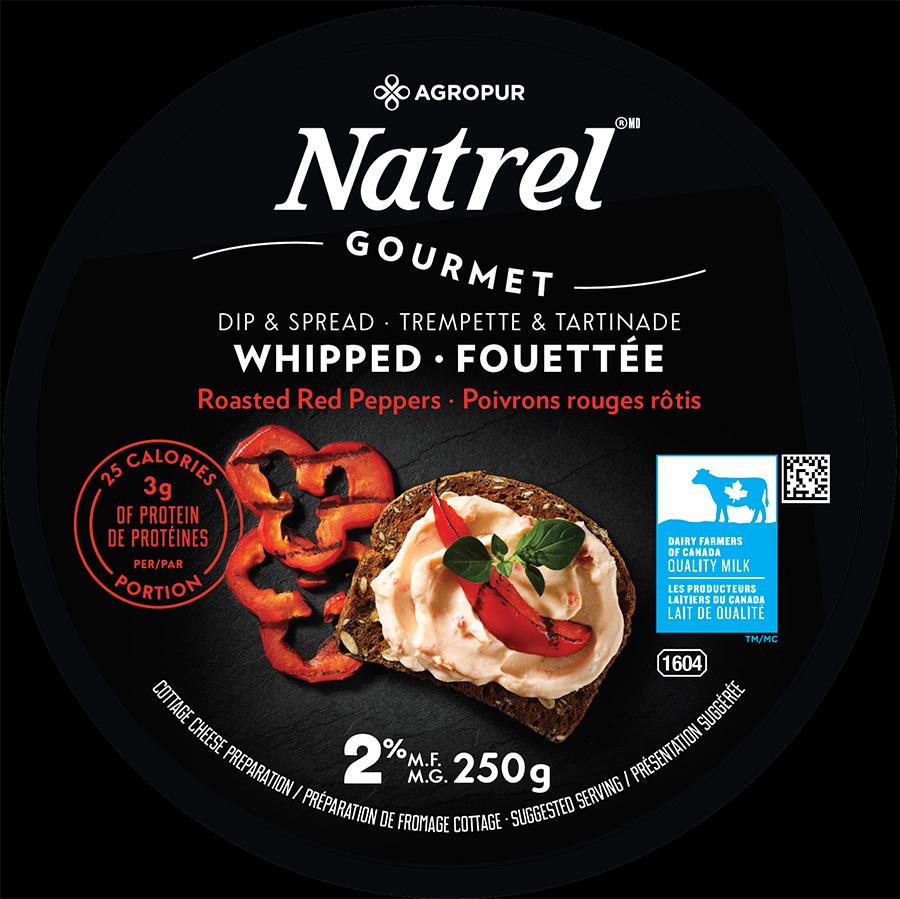 AGROPUR
Natrel ®MD
GOURMET
DIP & SPREAD · TREMPETTE & TARTINADE
WHIPPED · FOUETTÉE
Roasted Red Peppers · Poivrons rouges rôtis
25 CALORIES
3g
OF PROTEIN
DE PROTÉINES
PER/PAR
PORTION
DAIRY FARMERS
OF CANADA
QUALITY MILK
LES PRODUCTEURS
LAITIERS DU CANADA
LAIT DE QUALITÉ
TM/MC
1604
2% M.F. M.G. 250g
COTTAGE CHEESE PREPARATION / PRÉPARATION DE FROMAGE COTTAGE · SUGGESTED SERVING / PRÉSENTATION SUGGÉRÉE